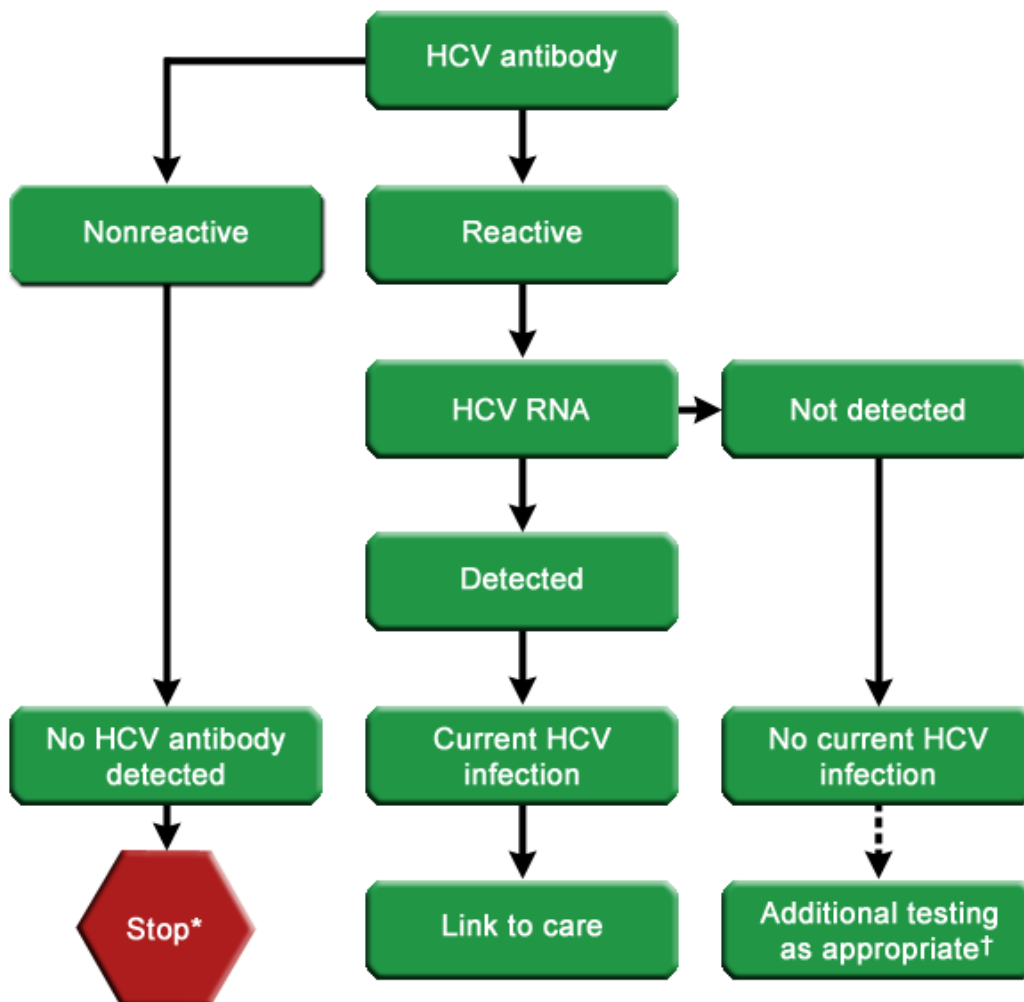 HCV antibody
Nonreactive
Reactive
HCV RNA
Not detected
Detected
No HCV antibody
detected
Current HCV
infection
No current HCV
infection
Stop*
Link to care
Additional testing
as appropriate†